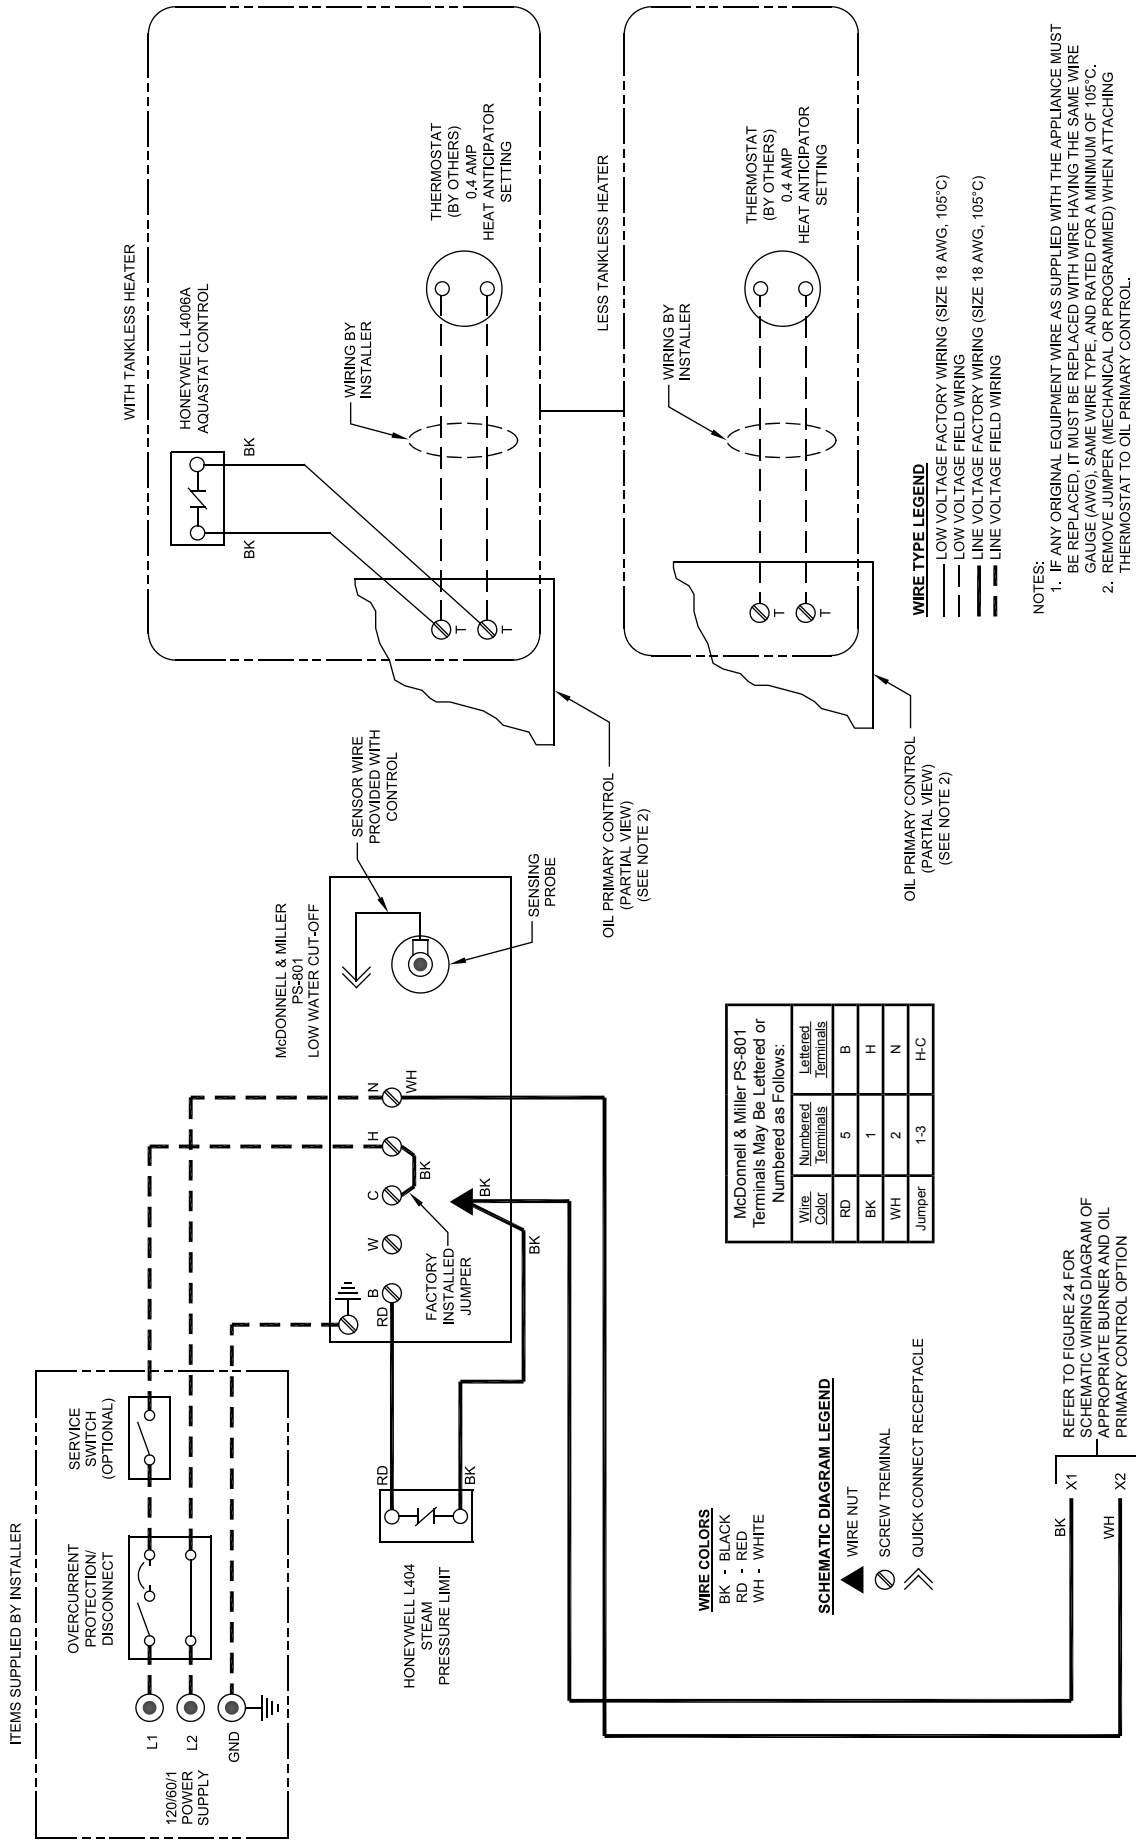 ITEMS SUPPLIED BY INSTALLER
120/60/1
POWER
SUPPLY
L1
L2
GND
OVERCURRENT
PROTECTION/
DISCONNECT
SERVICE
SWITCH
(OPTIONAL)
HONEYWELL L404
STEAM
PRESSURE LIMIT
RD
BK
McDONNELL & MILLER
PS-801
LOW WATER CUT-OFF
B
W
C
H
N
RD
BK
WH
FACTORY
INSTALLED
JUMPER
BK
BK
SENSOR WIRE
PROVIDED WITH
CONTROL
SENSING
PROBE
WITH TANKLESS HEATER
HONEYWELL L4006A
AQUASTAT CONTROL
BK
BK
T
T
WIRING BY
INSTALLER
THERMOSTAT
(BY OTHERS)
0.4 AMP
HEAT ANTICIPATOR
SETTING
OIL PRIMARY CONTROL
(PARTIAL VIEW)
(SEE NOTE 2)
LESS TANKLESS HEATER
T
T
WIRING BY
INSTALLER
THERMOSTAT
(BY OTHERS)
0.4 AMP
HEAT ANTICIPATOR
SETTING
OIL PRIMARY CONTROL
(PARTIAL VIEW)
(SEE NOTE 2)
WIRE COLORS
BK - BLACK
RD - RED
WH - WHITE
SCHEMATIC DIAGRAM LEGEND
WIRE NUT
SCREW TREMINAL
QUICK CONNECT RECEPTACLE
McDonnell & Miller PS-801
Terminals May Be Lettered or
Numbered as Follows:
Wire Color Numbered Terminals Lettered Terminals
RD 5 B
BK 1 H
WH 2 N
Jumper 1-3 H-C
WIRE TYPE LEGEND
LOW VOLTAGE FACTORY WIRING (SIZE 18 AWG, 105°C)
LOW VOLTAGE FIELD WIRING
LINE VOLTAGE FACTORY WIRING (SIZE 18 AWG, 105°C)
LINE VOLTAGE FIELD WIRING
BK
X1
WH
X2
REFER TO FIGURE 24 FOR
SCHEMATIC WIRING DIAGRAM OF
APPROPRIATE BURNER AND OIL
PRIMARY CONTROL OPTION
NOTES:
1. IF ANY ORIGINAL EQUIPMENT WIRE AS SUPPLIED WITH THE APPLIANCE MUST
BE REPLACED, IT MUST BE REPLACED WITH WIRE HAVING THE SAME WIRE
GAUGE (AWG), SAME WIRE TYPE, AND RATED FOR A MINIMUM OF 105°C.
2. REMOVE JUMPER (MECHANICAL OR PROGRAMMED) WHEN ATTACHING
THERMOSTAT TO OIL PRIMARY CONTROL.